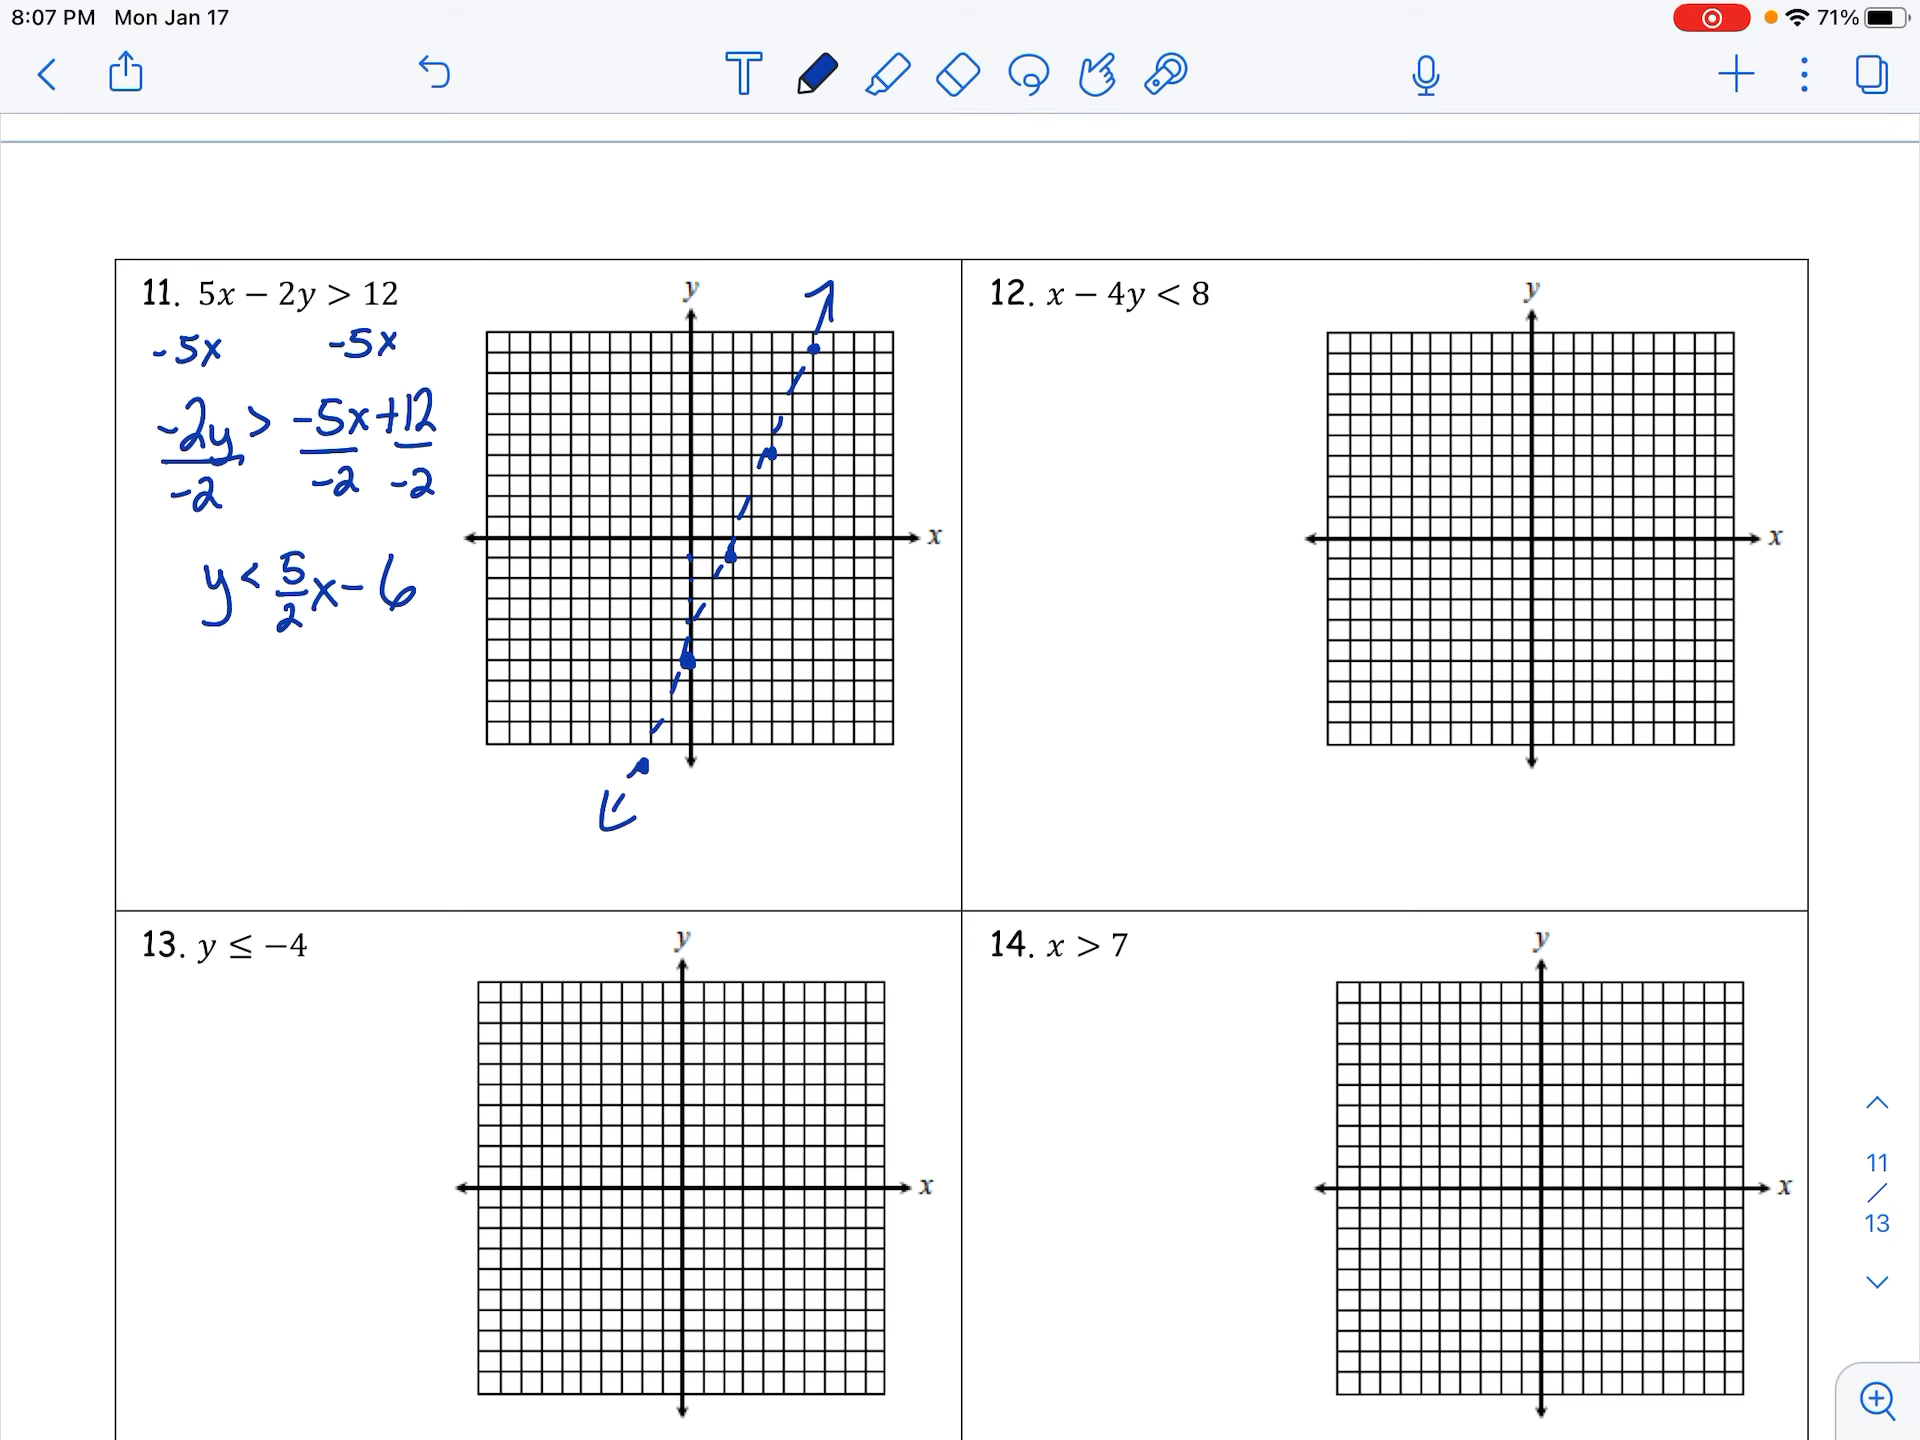 8:07 PM Mon Jan 17
71%
T
11. 5x − 2y > 12
-5x -5x
-2y > -5x+12
-2 -2 -2
y < 5/2 x - 6
y
x
12. x − 4y < 8
y
x
13. y ≤ −4
y
x
14. x > 7
y
x
11
/
13